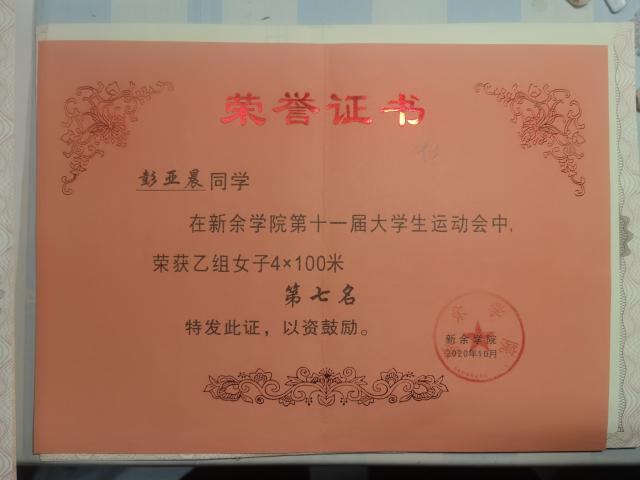 荣誉证书
彭亚晨同学
在新余学院第十一届大学生运动会中，
荣获乙组女子4×100米
第七名
特发此证，以资鼓励。
新余学院
2020年10月